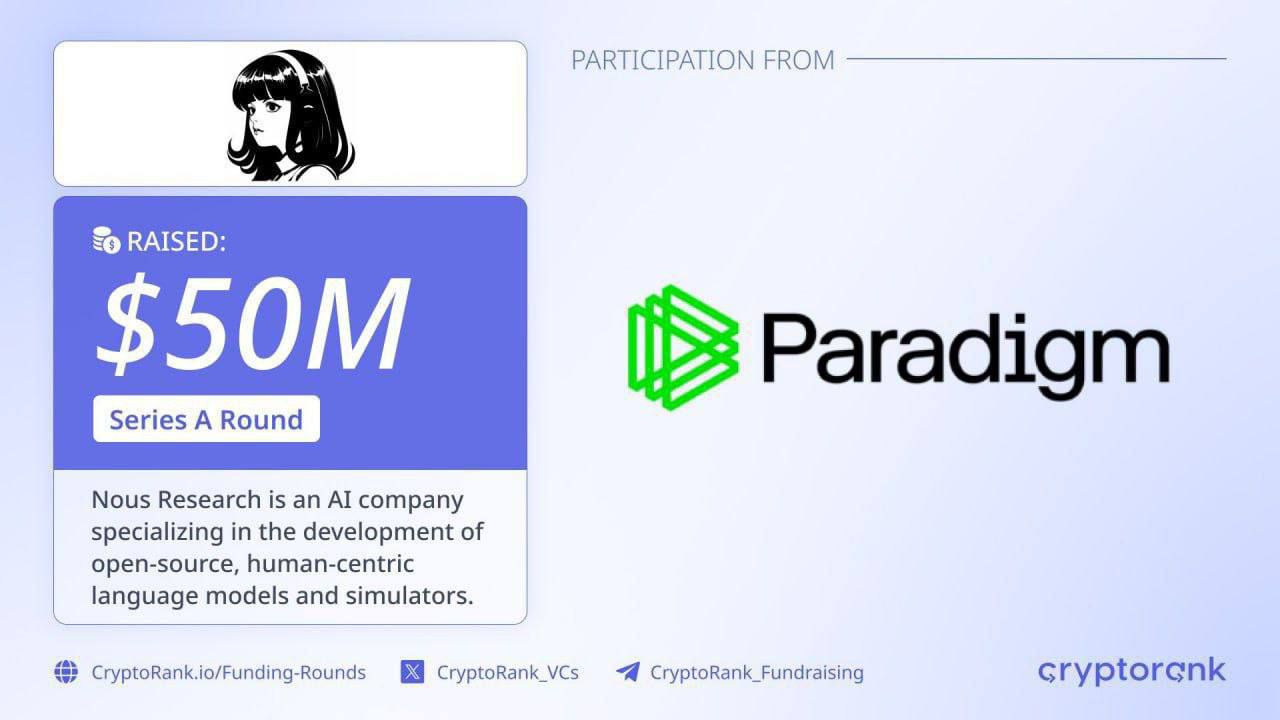 PARTICIPATION FROM
RAISED:
$50M
Series A Round
Nous Research is an AI company
specializing in the development of
open-source, human-centric
language models and simulators.
Paradigm
CryptoRank.io/Funding-Rounds
CryptoRank_VCs
CryptoRank_Fundraising
cryptorank